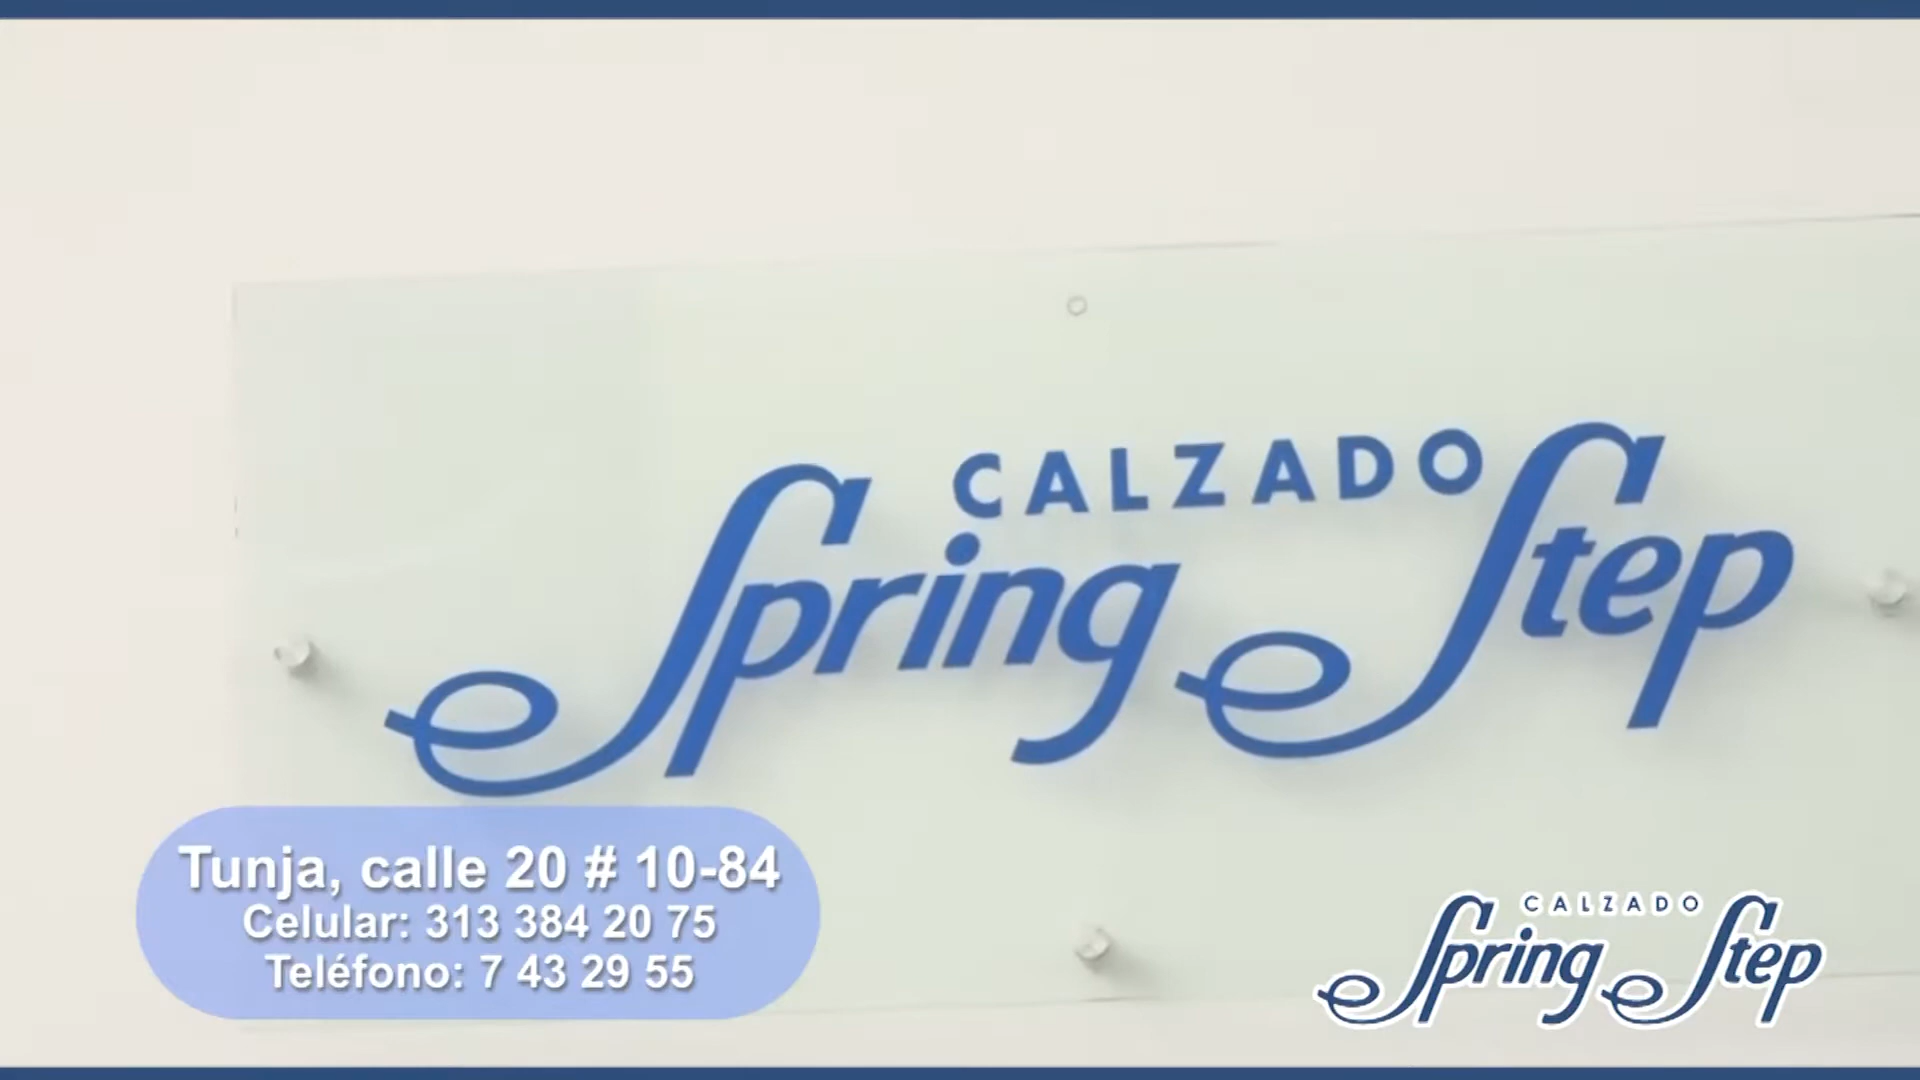 CALZADO
Spring Step
Tunja, calle 20 # 10-84
Celular: 313 384 20 75
Teléfono: 7 43 29 55
CALZADO
Spring Step